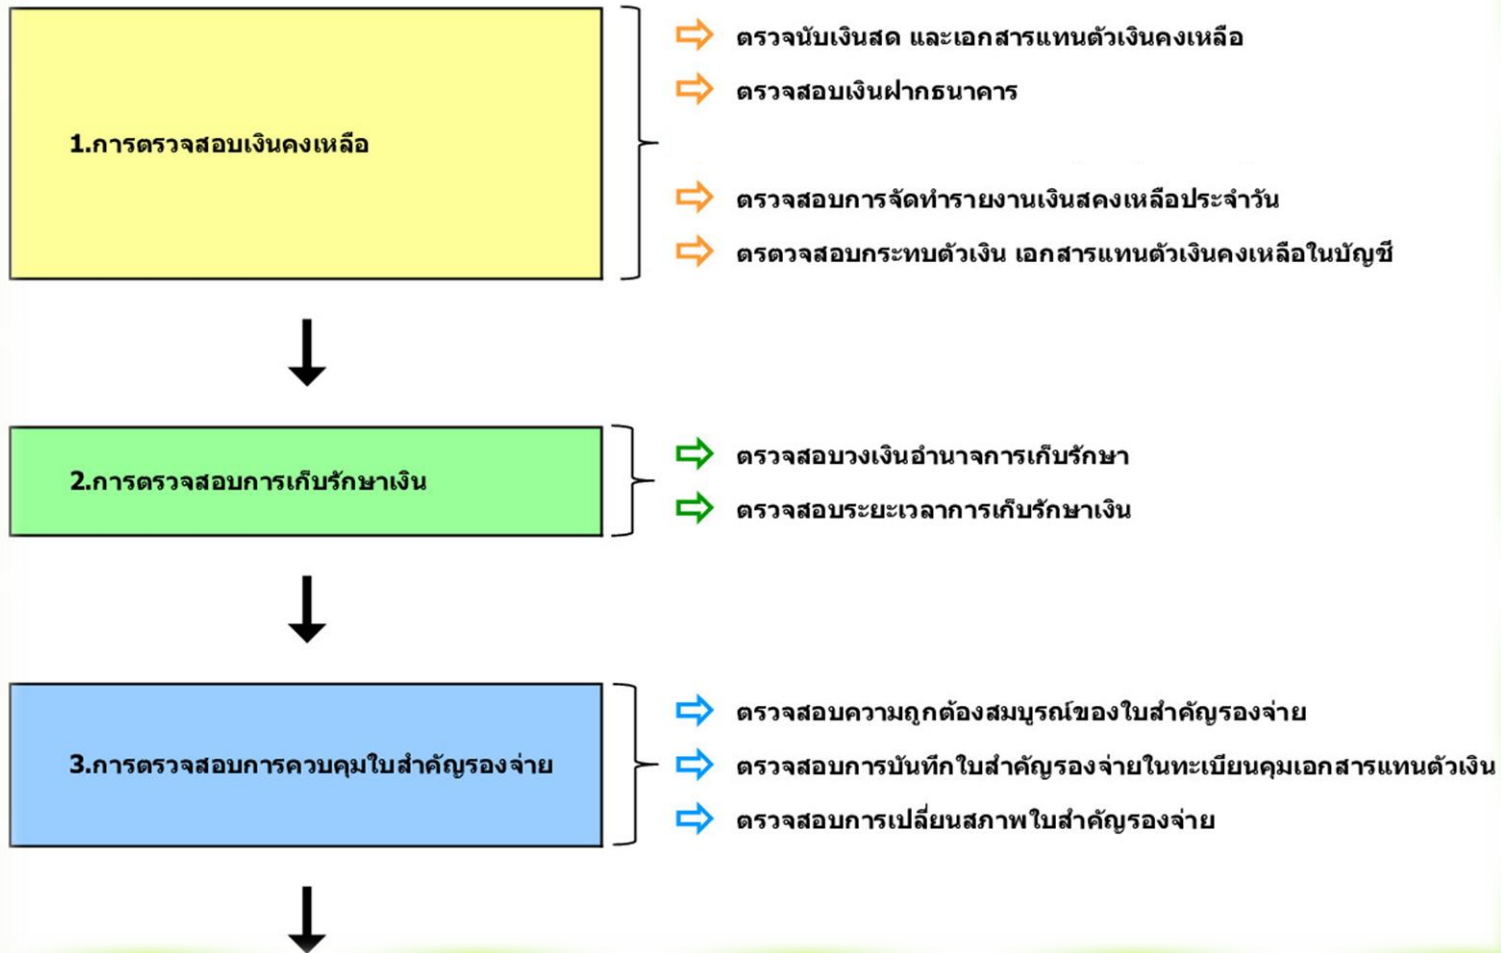 ตรวจนับเงินสด และเอกสารแทนตัวเงินคงเหลือ
ตรวจสอบเงินฝากธนาคาร
1.การตรวจสอบเงินคงเหลือ
ตรวจสอบการจัดทำรายงานเงินสคงเหลือประจำวัน
ตรตวจสอบกระทบตัวเงิน เอกสารแทนตัวเงินคงเหลือในบัญชี
2.การตรวจสอบการเก็บรักษาเงิน
ตรวจสอบวงเงินอำนาจการเก็บรักษา
ตรวจสอบระยะเวลาการเก็บรักษาเงิน
3.การตรวจสอบการควบคุมใบสำคัญรองจ่าย
ตรวจสอบความถูกต้องสมบูรณ์ของใบสำคัญรองจ่าย
ตรวจสอบการบันทึกใบสำคัญรองจ่ายในทะเบียนคุมเอกสารแทนตัวเงิน
ตรวจสอบการเปลี่ยนสภาพใบสำคัญรองจ่าย